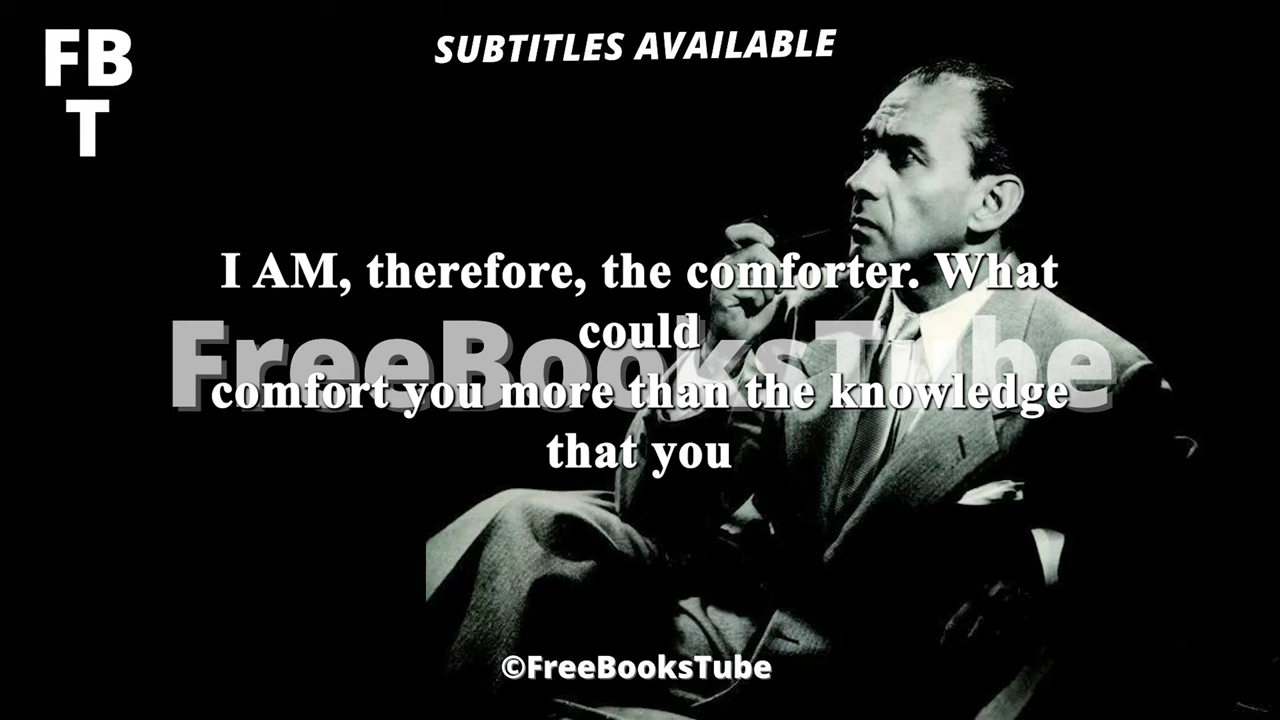 FB
T
SUBTITLES AVAILABLE
I AM, therefore, the comforter. What
could
FreeBooksTube
comfort you more than the knowledge
that you
©FreeBooksTube